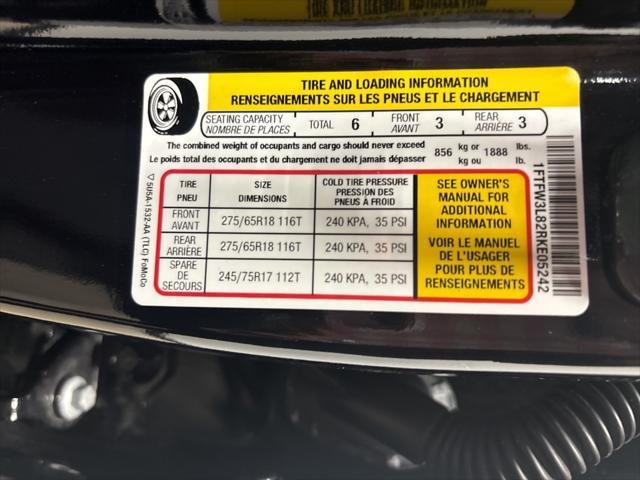 TIRE AND LOADING INFORMATION
RENSEIGNEMENTS SUR LES PNEUS ET LE CHARGEMENT
SEATING CAPACITY
NOMBRE DE PLACES
TOTAL 6
FRONT
AVANT 3
REAR
ARRIÈRE 3
The combined weight of occupants and cargo should never exceed
Le poids total des occupants et du chargement ne doit jamais dépasser
856 kg or 1888 lbs.
kg ou lb.
TIRE
PNEU
SIZE
DIMENSIONS
COLD TIRE PRESSURE
PRESSION DES
PNEUS À FROID
FRONT
AVANT
275/65R18 116T
240 KPA, 35 PSI
REAR
ARRIÈRE
275/65R18 116T
240 KPA, 35 PSI
SPARE
DE
SECOURS
245/75R17 112T
240 KPA, 35 PSI
SEE OWNER'S
MANUAL FOR
ADDITIONAL
INFORMATION
VOIR LE MANUEL
DE L'USAGER
POUR PLUS DE
RENSEIGNEMENTS
5U5A-1532-AA (TLC) FoMoCo
1FTFW3L82RKE05242